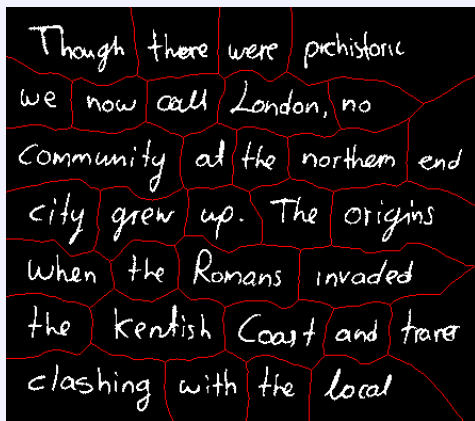 Though there were prehistoric
we now call London, no
Community at the northern end
city grew up. The origins
When the Romans invaded
the Kentish Coast and
clashing with the local